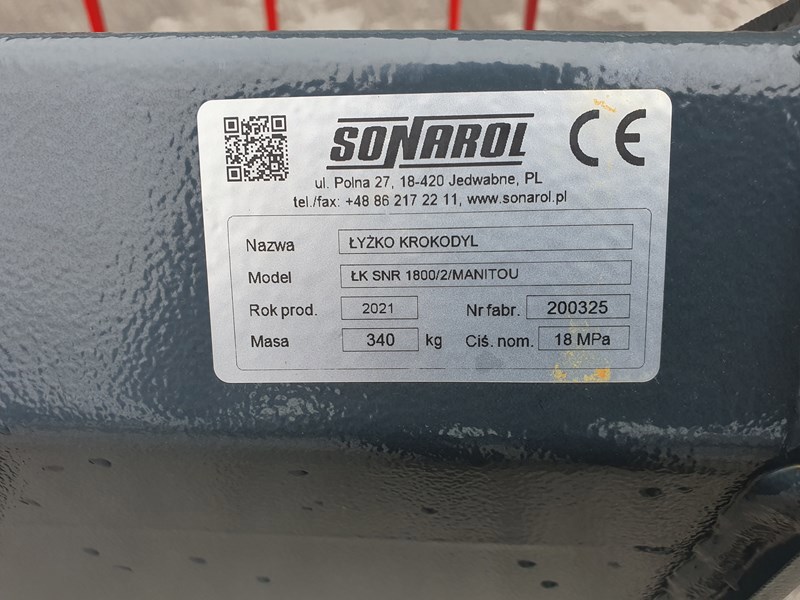 SONAROL
CE
ul. Polna 27, 18-420 Jedwabne, PL
tel./fax: +48 86 217 22 11, www.sonarol.pl
Nazwa ŁYŻKO KROKODYL
Model ŁK SNR 1800/2/MANITOU
Rok prod. 2021 Nr fabr. 200325
Masa 340 kg Ciś. nom. 18 MPa